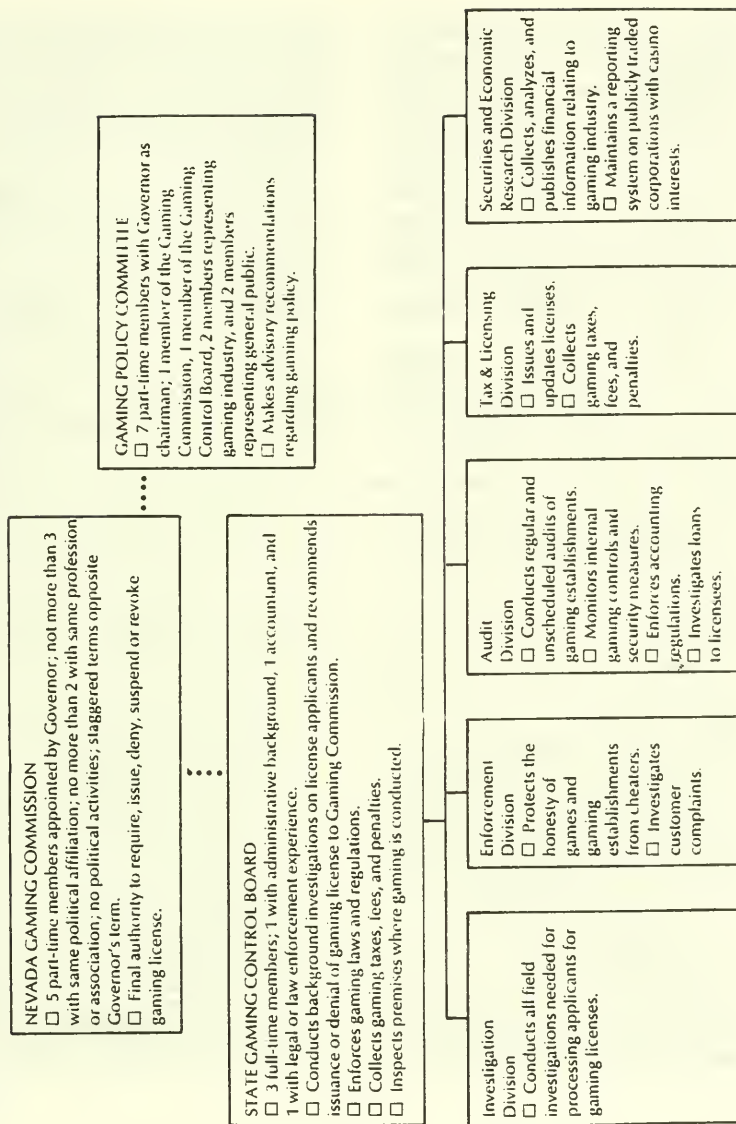 NEVADA GAMING COMMISSION
☐ 5 part-time members appointed by Governor; not more than 3
with same political affiliation; no more than 2 with same profession
or association; no political activities; staggered terms opposite
Governor's term.
☐ Final authority to require, issue, deny, suspend or revoke
gaming license.
GAMING POLICY COMMITTEE
☐ 7 part-time members with Governor as
chairman; 1 member of the Gaming
Commission, 1 member of the Gaming
Control Board, 2 members representing
gaming industry, and 2 members
representing general public.
☐ Makes advisory recommendations
regarding gaming policy.
STATE GAMING CONTROL BOARD
☐ 3 full-time members; 1 with administrative background, 1 accountant, and
1 with legal or law enforcement experience.
☐ Conducts background investigations on license applicants and recommends
issuance or denial of gaming license to Gaming Commission.
☐ Enforces gaming laws and regulations.
☐ Collects gaming taxes, fees, and penalties.
☐ Inspects premises where gaming is conducted.
Investigation
Division
☐ Conducts all field
investigations needed for
processing applicants for
gaming licenses.
Enforcement
Division
☐ Protects the
honesty of
games and
gaming
establishments
from cheaters.
☐ Investigates
customer
complaints.
Audit
Division
☐ Conducts regular and
unscheduled audits of
gaming establishments.
☐ Monitors internal
gaming controls and
security measures.
☐ Enforces accounting
regulations.
☐ Investigates loans
to licensees.
Tax & Licensing
Division
☐ Issues and
updates licenses.
☐ Collects
gaming taxes,
fees, and
penalties.
Securities and Economic
Research Division
☐ Collects, analyzes, and
publishes financial
information relating to
gaming industry.
☐ Maintains a reporting
system on publicly traded
corporations with casino
interests.